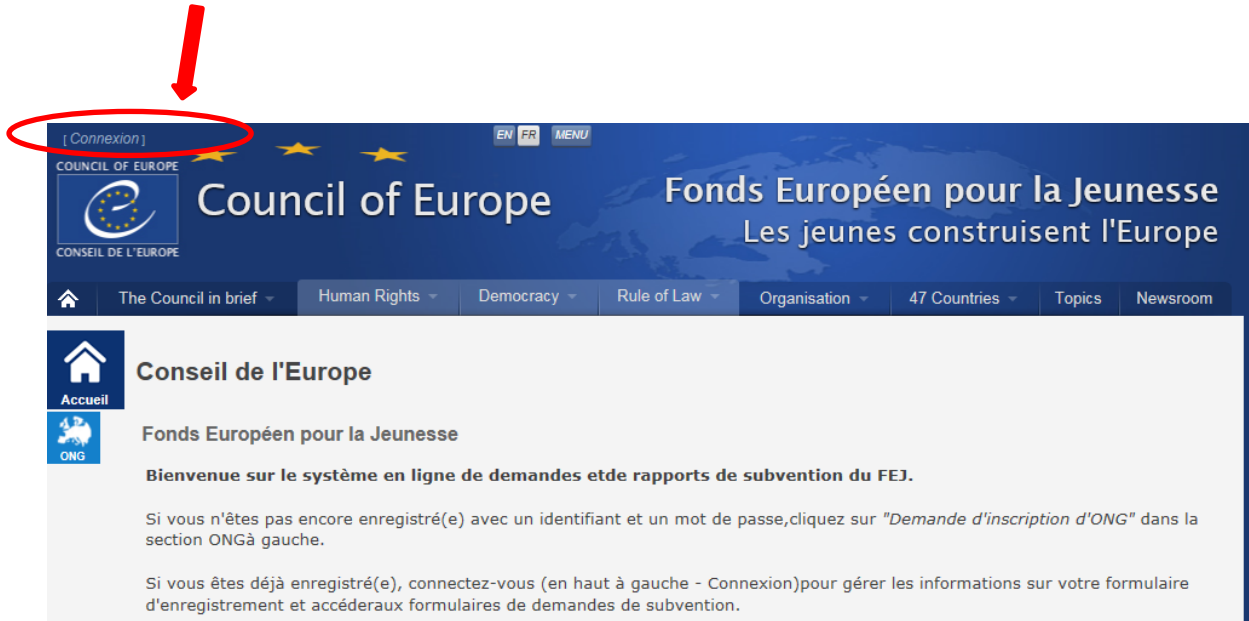 [ Connexion ]
EN FR MENU
COUNCIL OF EUROPE
CONSEIL DE L'EUROPE
Council of Europe
Fonds Européen pour la Jeunesse
Les jeunes construisent l'Europe
The Council in brief Human Rights Democracy Rule of Law Organisation 47 Countries Topics Newsroom
Accueil
ONG
Conseil de l'Europe
Fonds Européen pour la Jeunesse
Bienvenue sur le système en ligne de demandes etde rapports de subvention du FEJ.
Si vous n'êtes pas encore enregistré(e) avec un identifiant et un mot de passe,cliquez sur "Demande d'inscription d'ONG" dans la
section ONGà gauche.
Si vous êtes déjà enregistré(e), connectez-vous (en haut à gauche - Connexion)pour gérer les informations sur votre formulaire
d'enregistrement et accéderaux formulaires de demandes de subvention.